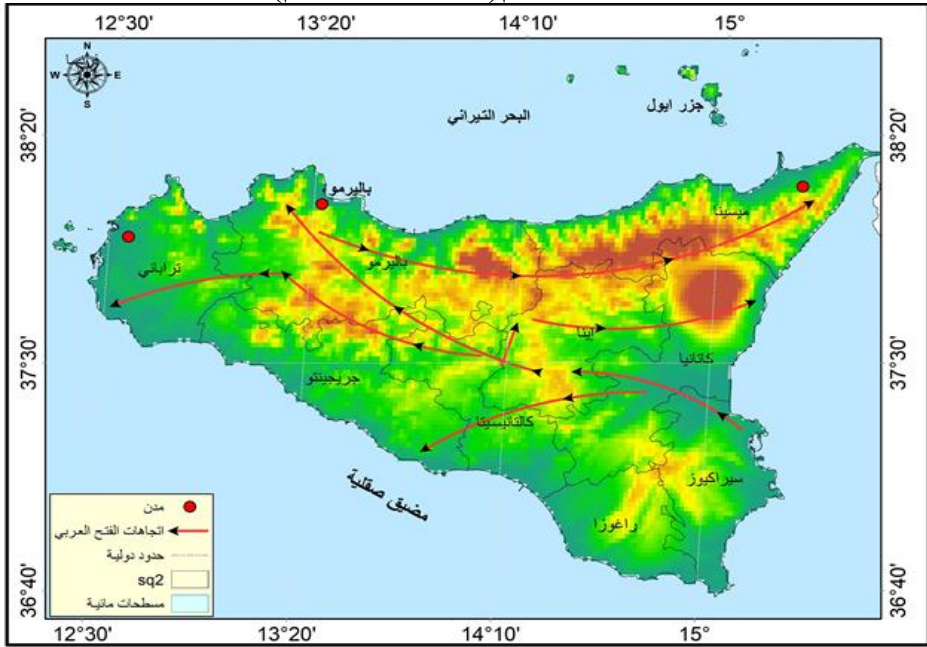 12°30'
13°20'
14°10'
15°
N
W
E
S
38°20'
38°20'
البحر التيراني
جزر ايول
باليرمو
ميسينا
باليرمو
تراباني
اينا
37°30'
37°30'
كاتانيا
جريجينتو
كالتانيسيتا
سيراكيوز
راغوزا
مضيق صقلية
مدن
اتجاهات الفتح العربي
حدود دولية
sq2
مسطحات مائية
36°40'
36°40'
12°30'
13°20'
14°10'
15°